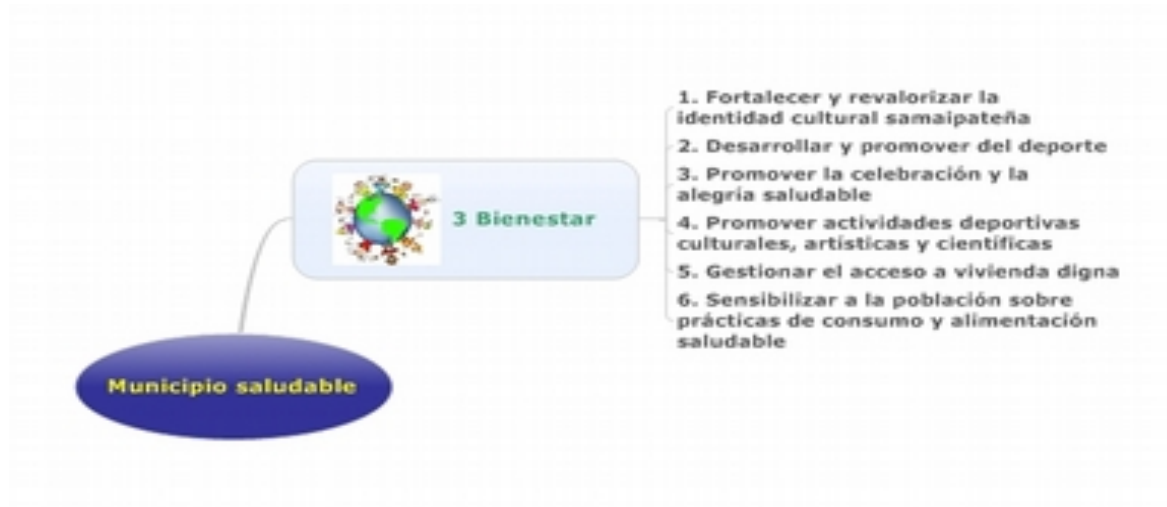 1. Fortalecer y revalorizar la
identidad cultural samaipateña
2. Desarrollar y promover del deporte
3. Promover la celebración y la
alegria saludable
4. Promover actividades deportivas
culturales, artísticas y científicas
5. Gestionar el acceso a vivienda digna
6. Sensibilizar a la población sobre
prácticas de consumo y alimentación
saludable
3 Bienestar
Municipio saludable